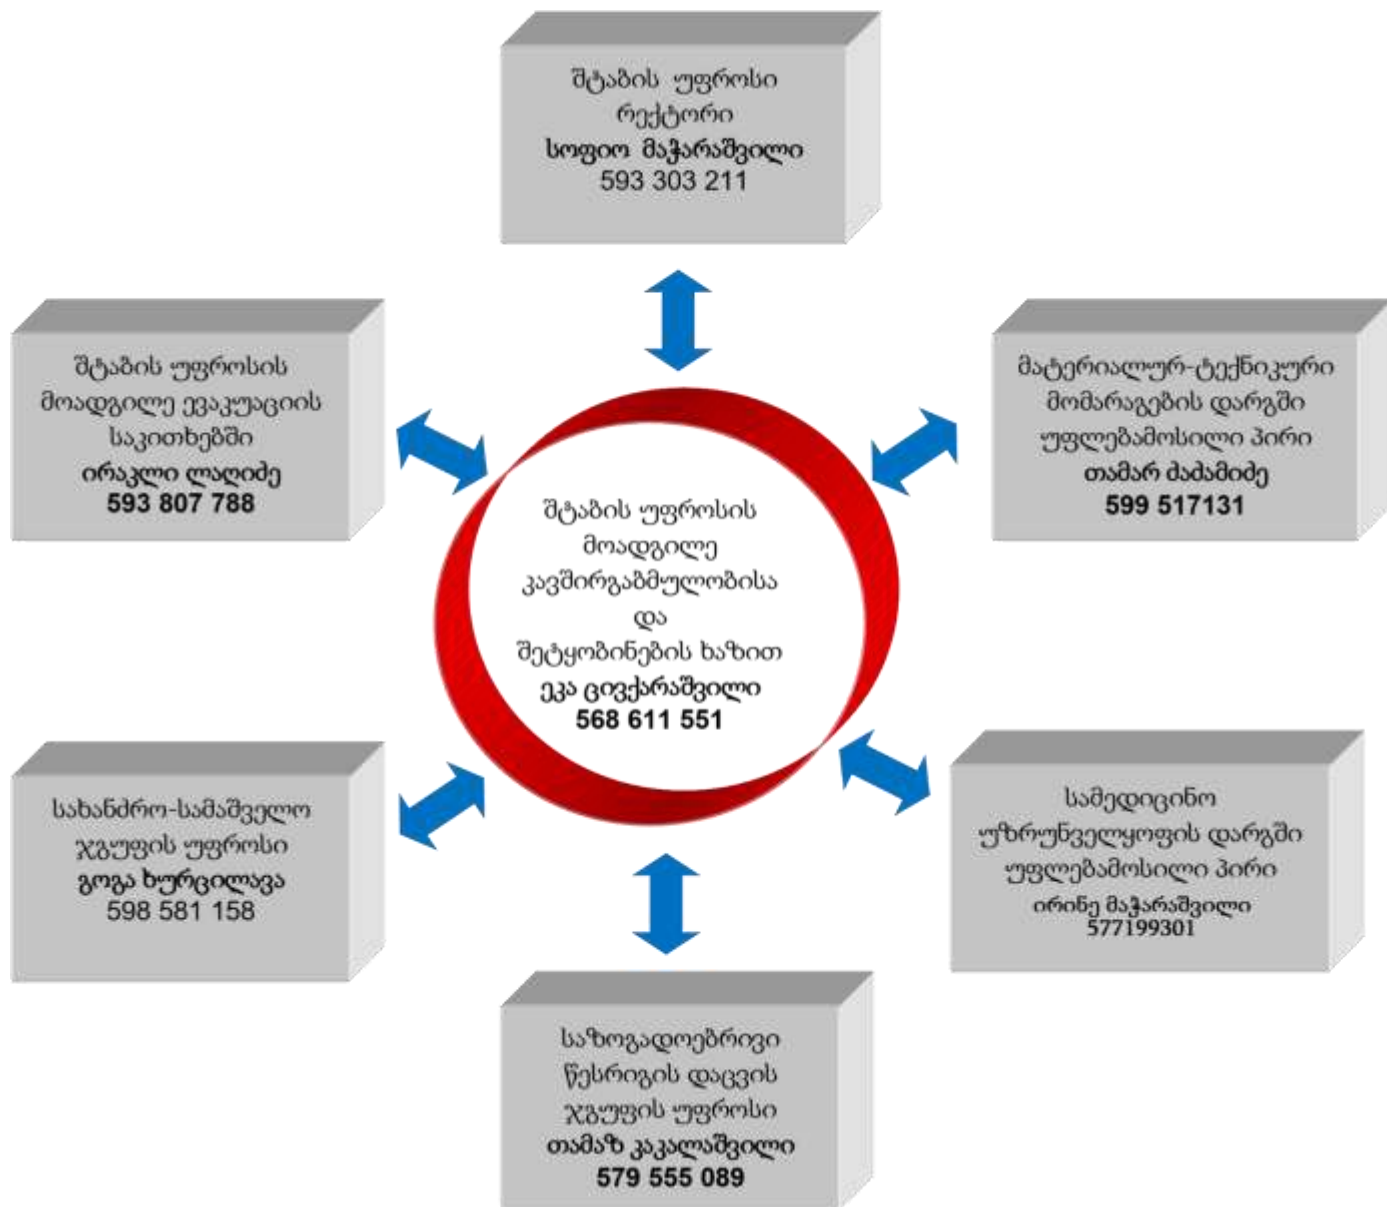 შტაბის უფროსი
რექტორი
სოფიო მაჭარაშვილი
593 303 211
შტაბის უფროსის
მოადგილე ევაკუაციის
საკითხებში
ირაკლი ლაღიძე
593 807 788
მატერიალურ-ტექნიკური
მომარაგების დარგში
უფლებამოსილი პირი
თამარ ძაძამიძე
599 517131
შტაბის უფროსის
მოადგილე
კავშირგაბმულობისა
და
შეტყობინების ხაზით
ეკა ცივქარაშვილი
568 611 551
სახანძრო-სამაშველო
ჯგუფის უფროსი
გოგა ხურცილავა
598 581 158
სამედიცინო
უზრუნველყოფის დარგში
უფლებამოსილი პირი
ირინე მაჭარაშვილი
577199301
საზოგადოებრივი
წესრიგის დაცვის
ჯგუფის უფროსი
თამაზ კაკალაშვილი
579 555 089